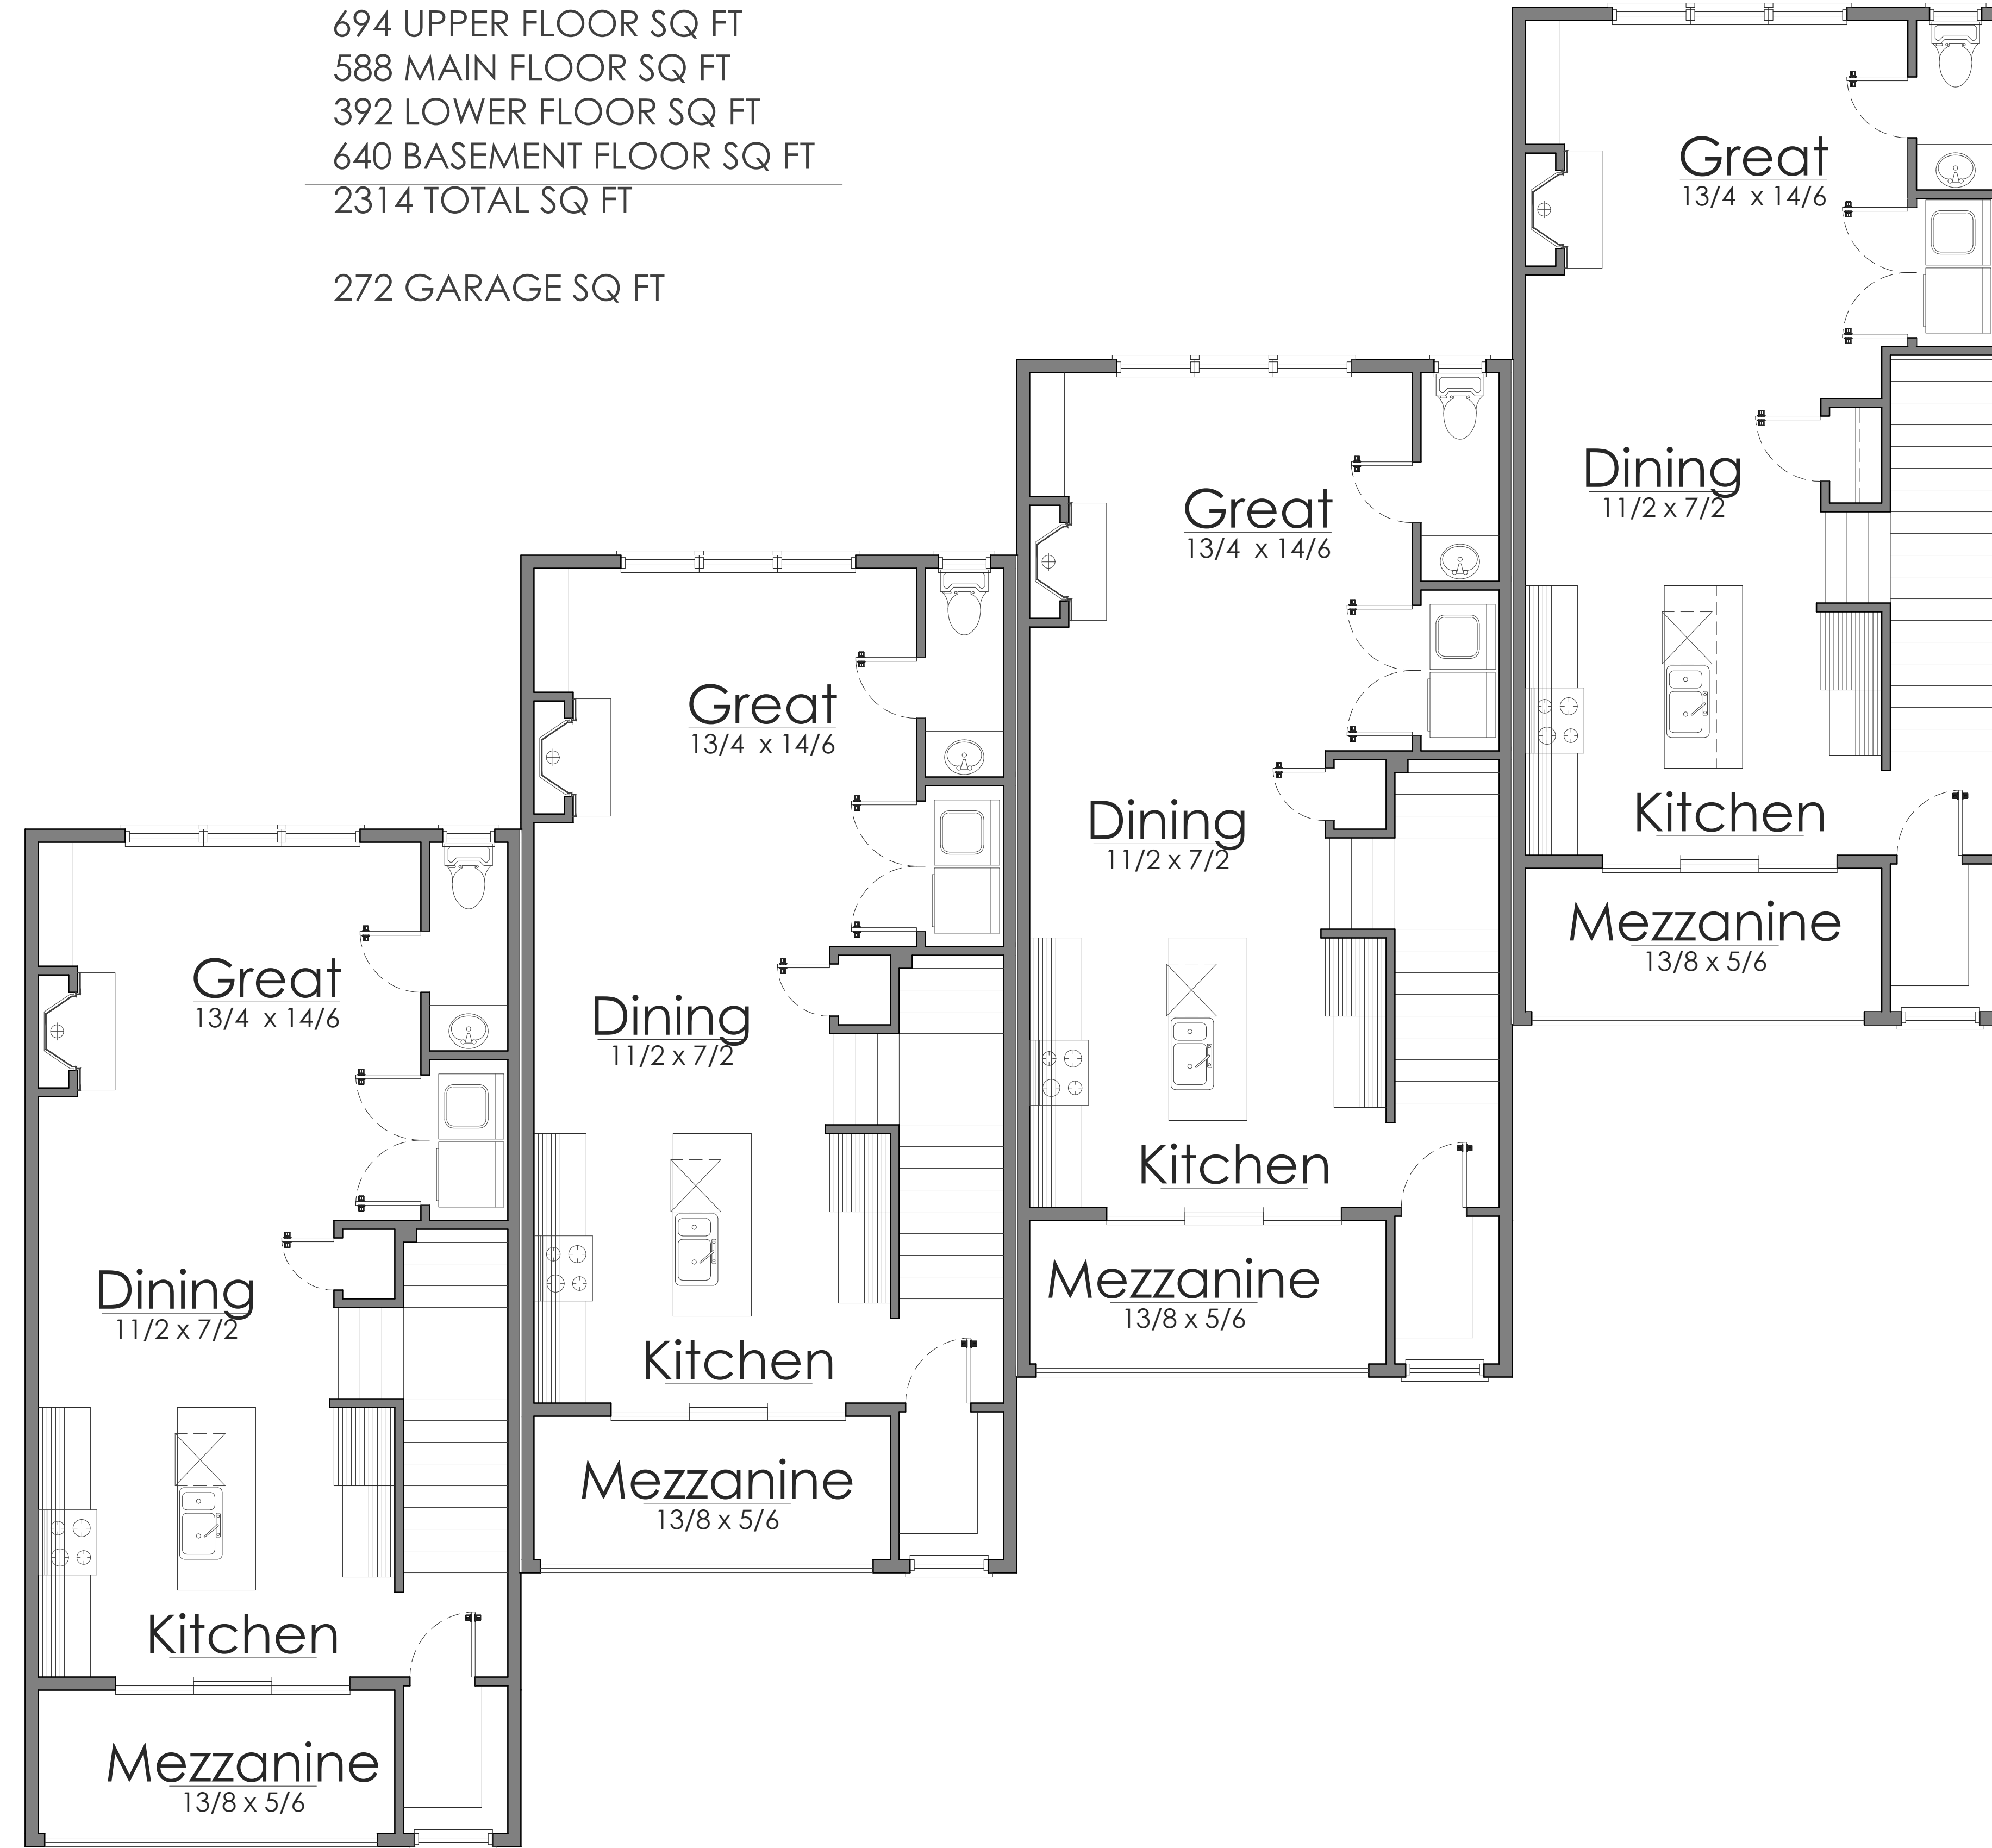 694 UPPER FLOOR SQ FT
588 MAIN FLOOR SQ FT
392 LOWER FLOOR SQ FT
640 BASEMENT FLOOR SQ FT
2314 TOTAL SQ FT
272 GARAGE SQ FT
Great
13/4 x 14/6
Dining
11/2 x 7/2
Kitchen
Mezzanine
13/8 x 5/6
Great
13/4 x 14/6
Dining
11/2 x 7/2
Kitchen
Mezzanine
13/8 x 5/6
Great
13/4 x 14/6
Dining
11/2 x 7/2
Kitchen
Mezzanine
13/8 x 5/6
Great
13/4 x 14/6
Dining
11/2 x 7/2
Kitchen
Mezzanine
13/8 x 5/6